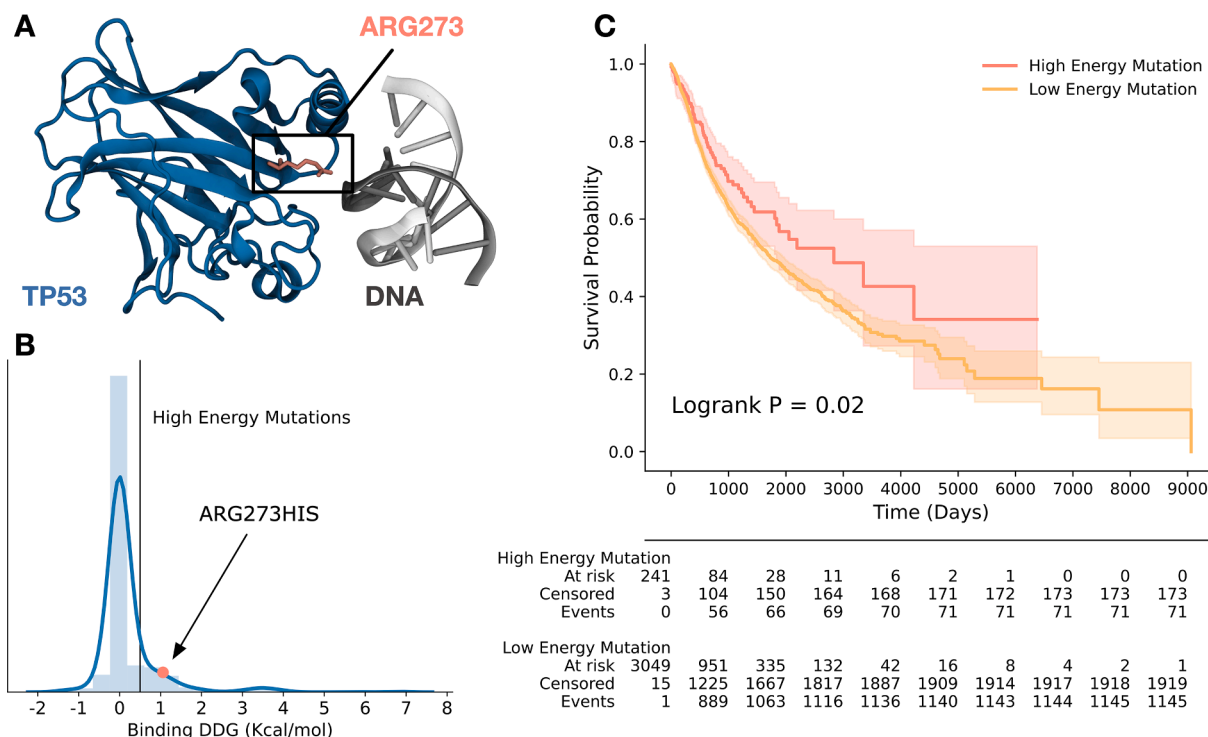 A
ARG273
TP53
DNA
B
High Energy Mutations
ARG273HIS
-2 -1 0 1 2 3 4 5 6 7 8
Binding DDG (Kcal/mol)
C
High Energy Mutation
Low Energy Mutation
1.0
0.8
0.6
0.4
0.2
0.0
Survival Probability
Logrank P = 0.02
0 1000 2000 3000 4000 5000 6000 7000 8000 9000
Time (Days)
High Energy Mutation
At risk 241 84 28 11 6 2 1 0 0 0
Censored 3 104 150 164 168 171 172 173 173 173
Events 0 56 66 69 70 71 71 71 71 71
Low Energy Mutation
At risk 3049 951 335 132 42 16 8 4 2 1
Censored 15 1225 1667 1817 1887 1909 1914 1917 1918 1919
Events 1 889 1063 1116 1136 1140 1143 1144 1145 1145